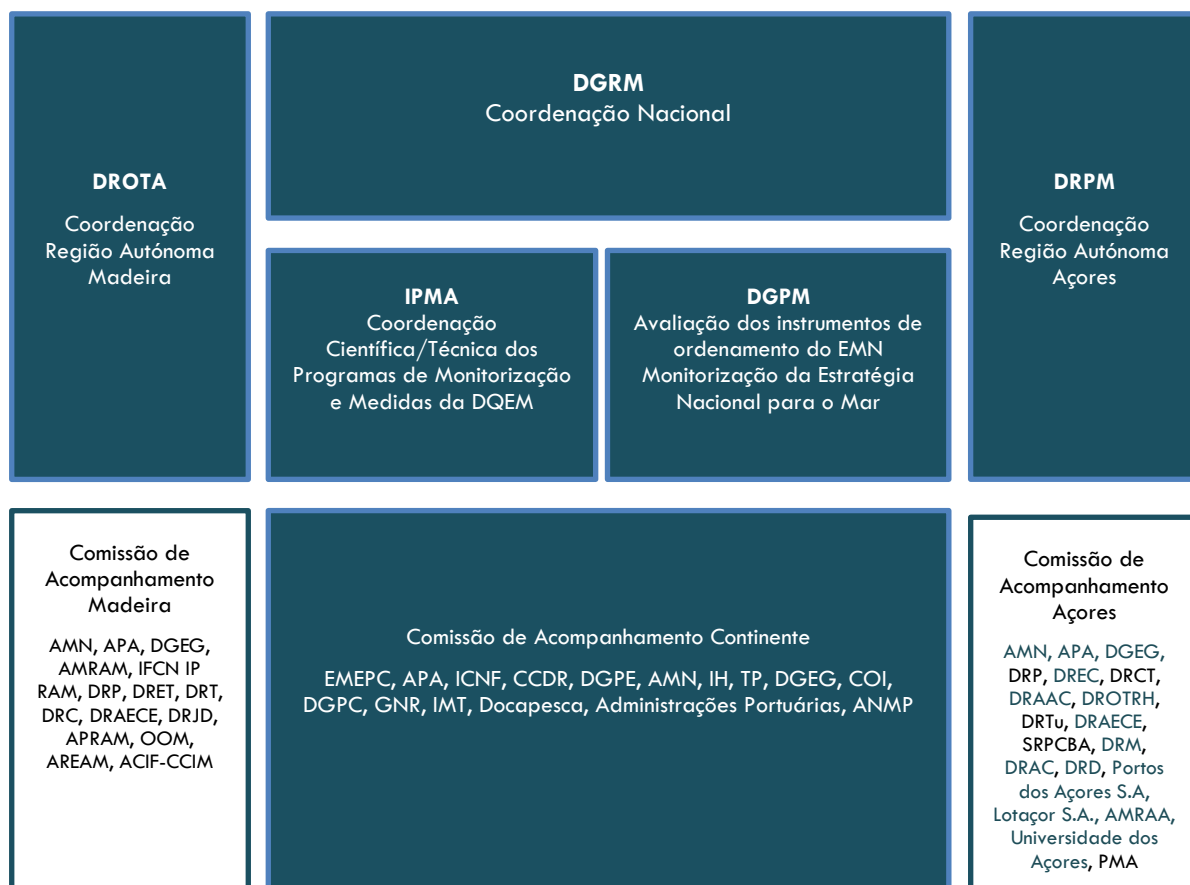 DGRM
Coordenação Nacional
DROTA
Coordenação
Região Autónoma
Madeira
DRPM
Coordenação
Região Autónoma
Açores
IPMA
Coordenação
Científica/Técnica dos
Programas de Monitorização
e Medidas da DQEM
DGPM
Avaliação dos instrumentos de
ordenamento do EMN
Monitorização da Estratégia
Nacional para o Mar
Comissão de
Acompanhamento
Madeira
AMN, APA, DGEG,
AMRAM, IFCN IP
RAM, DRP, DRET, DRT,
DRC, DRAECE, DRJD,
APRAM, OOM,
AREAM, ACIF-CCIM
Comissão de Acompanhamento Continente
EMEPC, APA, ICNF, CCDR, DGPE, AMN, IH, TP, DGEG, COI,
DGPC, GNR, IMT, Docapesca, Administrações Portuárias, ANMP
Comissão de
Acompanhamento
Açores
AMN, APA, DGEG,
DRP, DREC, DRCT,
DRAAC, DROTRH,
DRTu, DRAECE,
SRPCBA, DRM,
DRAC, DRD, Portos
dos Açores S.A,
Lotaçor S.A., AMRAA,
Universidade dos
Açores, PMA